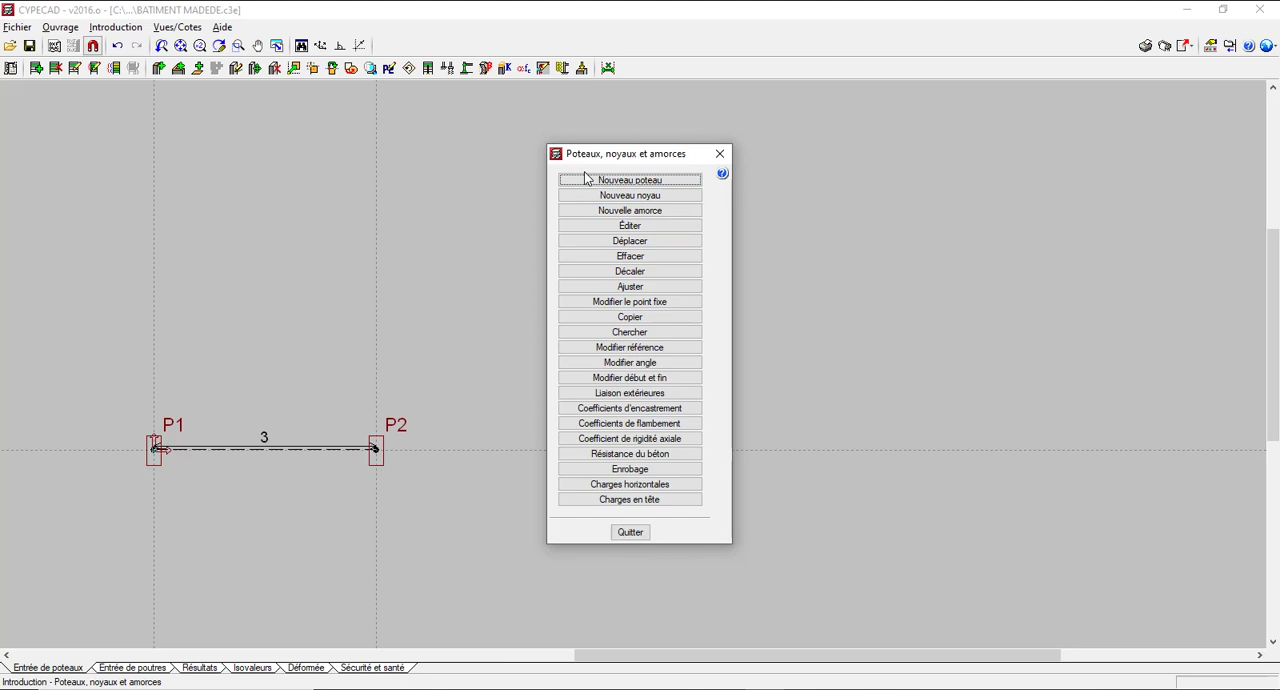 CYPECAD - v2016.o - [C:\...\BATIMENT MADEDE.c3e]
Fichier Ouvrage Introduction Vues/Cotes Aide
Poteaux, noyaux et amorces
Nouveau poteau
Nouveau noyau
Nouvelle amorce
Éditer
Déplacer
Effacer
Décaler
Ajuster
Modifier le point fixe
Copier
Chercher
Modifier référence
Modifier angle
Modifier début et fin
Liaison extérieures
Coefficients d'encastrement
Coefficients de flambement
Coefficient de rigidité axiale
Résistance du béton
Enrobage
Charges horizontales
Charges en tête
Quitter
P1 P2
3
Entrée de poteaux Entrée de poutres Résultats Isovaleurs Déformée Sécurité et santé
Introduction - Poteaux, noyaux et amorces